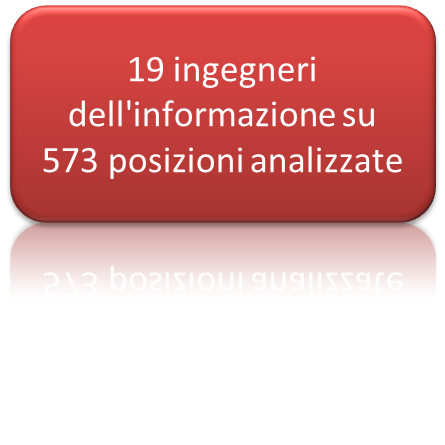 19 ingegneri
dell'informazione su
573 posizioni analizzate